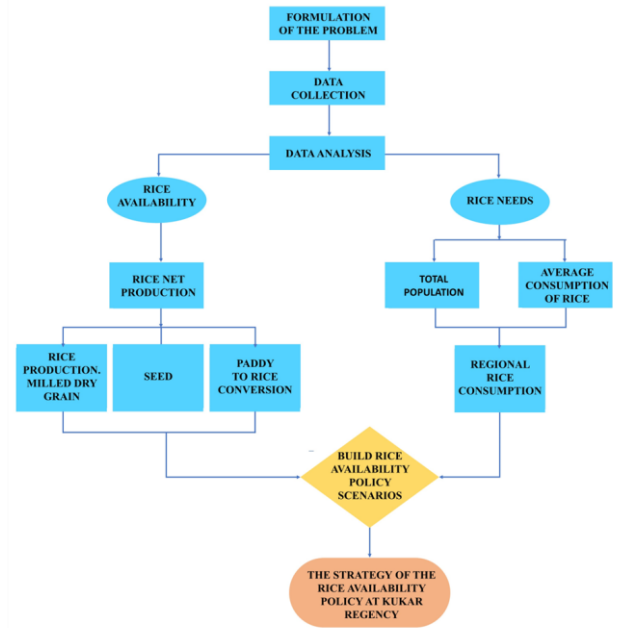 FORMULATION
OF THE PROBLEM
DATA
COLLECTION
DATA ANALYSIS
RICE
AVAILABILITY
RICE NEEDS
RICE NET
PRODUCTION
TOTAL
POPULATION
AVERAGE
CONSUMPTION
OF RICE
RICE
PRODUCTION.
MILLED DRY
GRAIN
SEED
PADDY
TO RICE
CONVERSION
REGIONAL
RICE
CONSUMPTION
BUILD RICE
AVAILABILITY
POLICY
SCENARIOS
THE STRATEGY OF THE
RICE AVAILABILITY
POLICY AT KUKAR
REGENCY